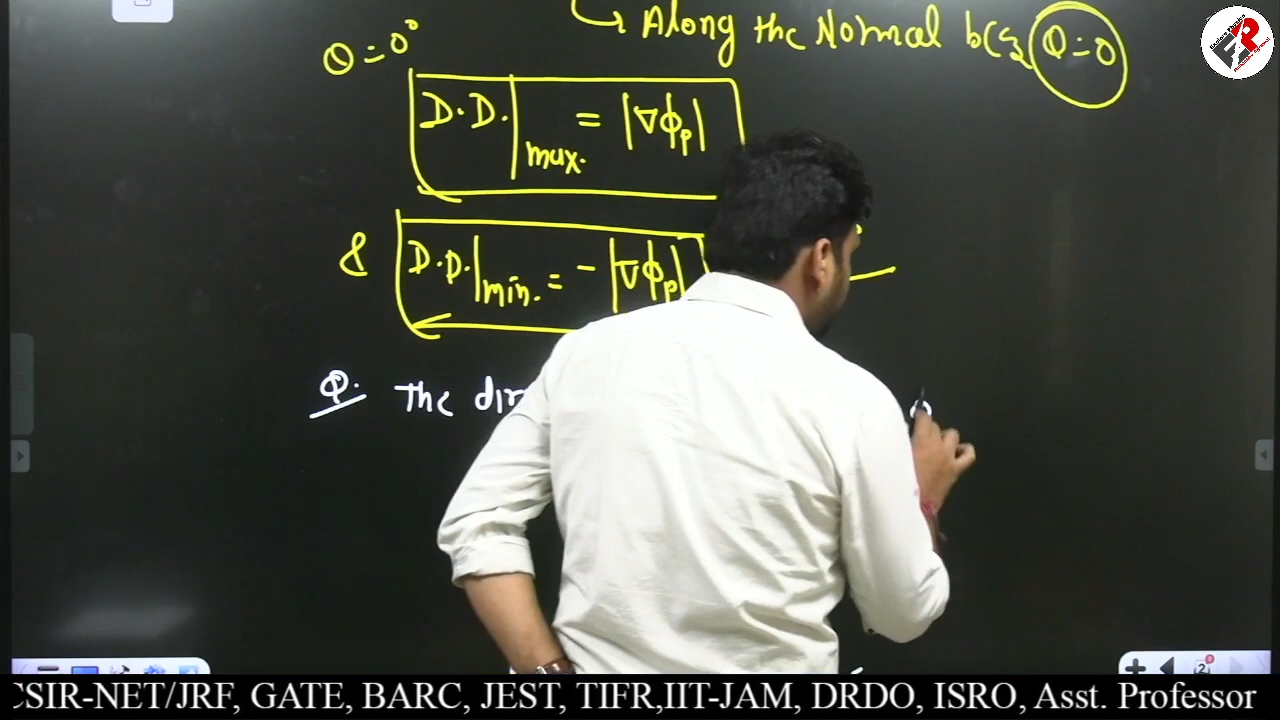 ↳ Along the Normal bcz θ=0
θ=0°
D.D.|max. = |∇ϕₚ|
& D.D.|min. = -|∇ϕₚ|
Q. The dir
CSIR-NET/JRF, GATE, BARC, JEST, TIFR,IIT-JAM, DRDO, ISRO, Asst. Professor